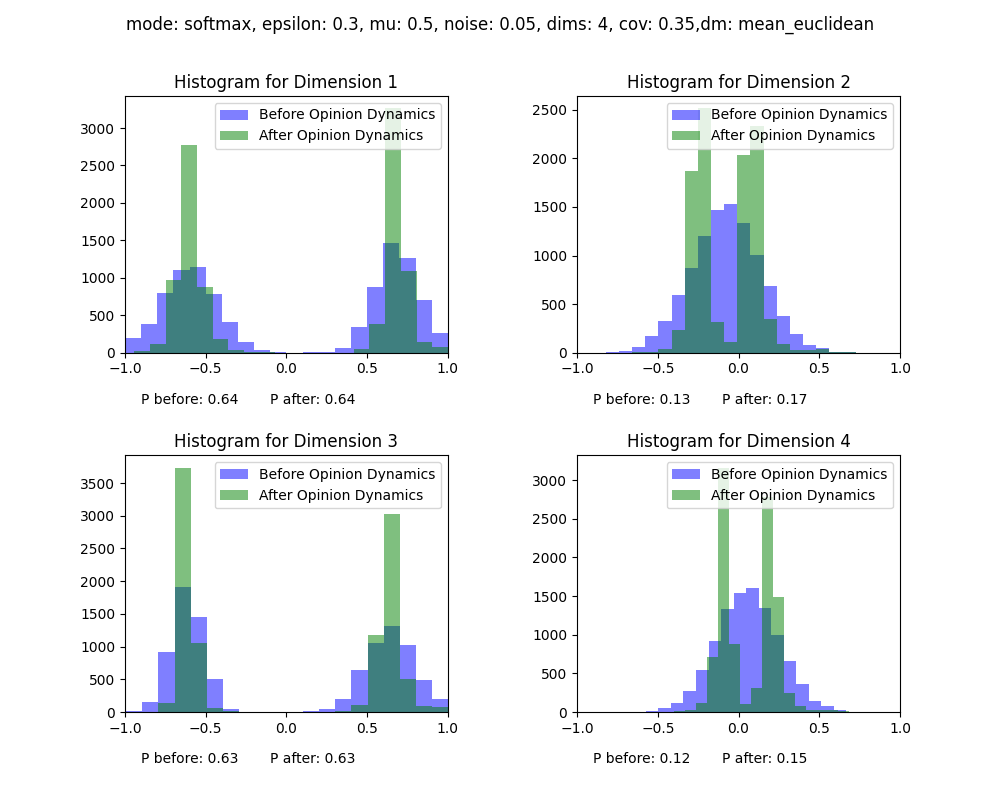 mode: softmax, epsilon: 0.3, mu: 0.5, noise: 0.05, dims: 4, cov: 0.35,dm: mean_euclidean
Histogram for Dimension 1
Before Opinion Dynamics
After Opinion Dynamics
3000
2500
2000
1500
1000
500
0
−1.0 −0.5 0.0 0.5 1.0
P before: 0.64 P after: 0.64
Histogram for Dimension 2
Before Opinion Dynamics
After Opinion Dynamics
2500
2000
1500
1000
500
0
−1.0 −0.5 0.0 0.5 1.0
P before: 0.13 P after: 0.17
Histogram for Dimension 3
Before Opinion Dynamics
After Opinion Dynamics
3500
3000
2500
2000
1500
1000
500
0
−1.0 −0.5 0.0 0.5 1.0
P before: 0.63 P after: 0.63
Histogram for Dimension 4
Before Opinion Dynamics
After Opinion Dynamics
3000
2500
2000
1500
1000
500
0
−1.0 −0.5 0.0 0.5 1.0
P before: 0.12 P after: 0.15